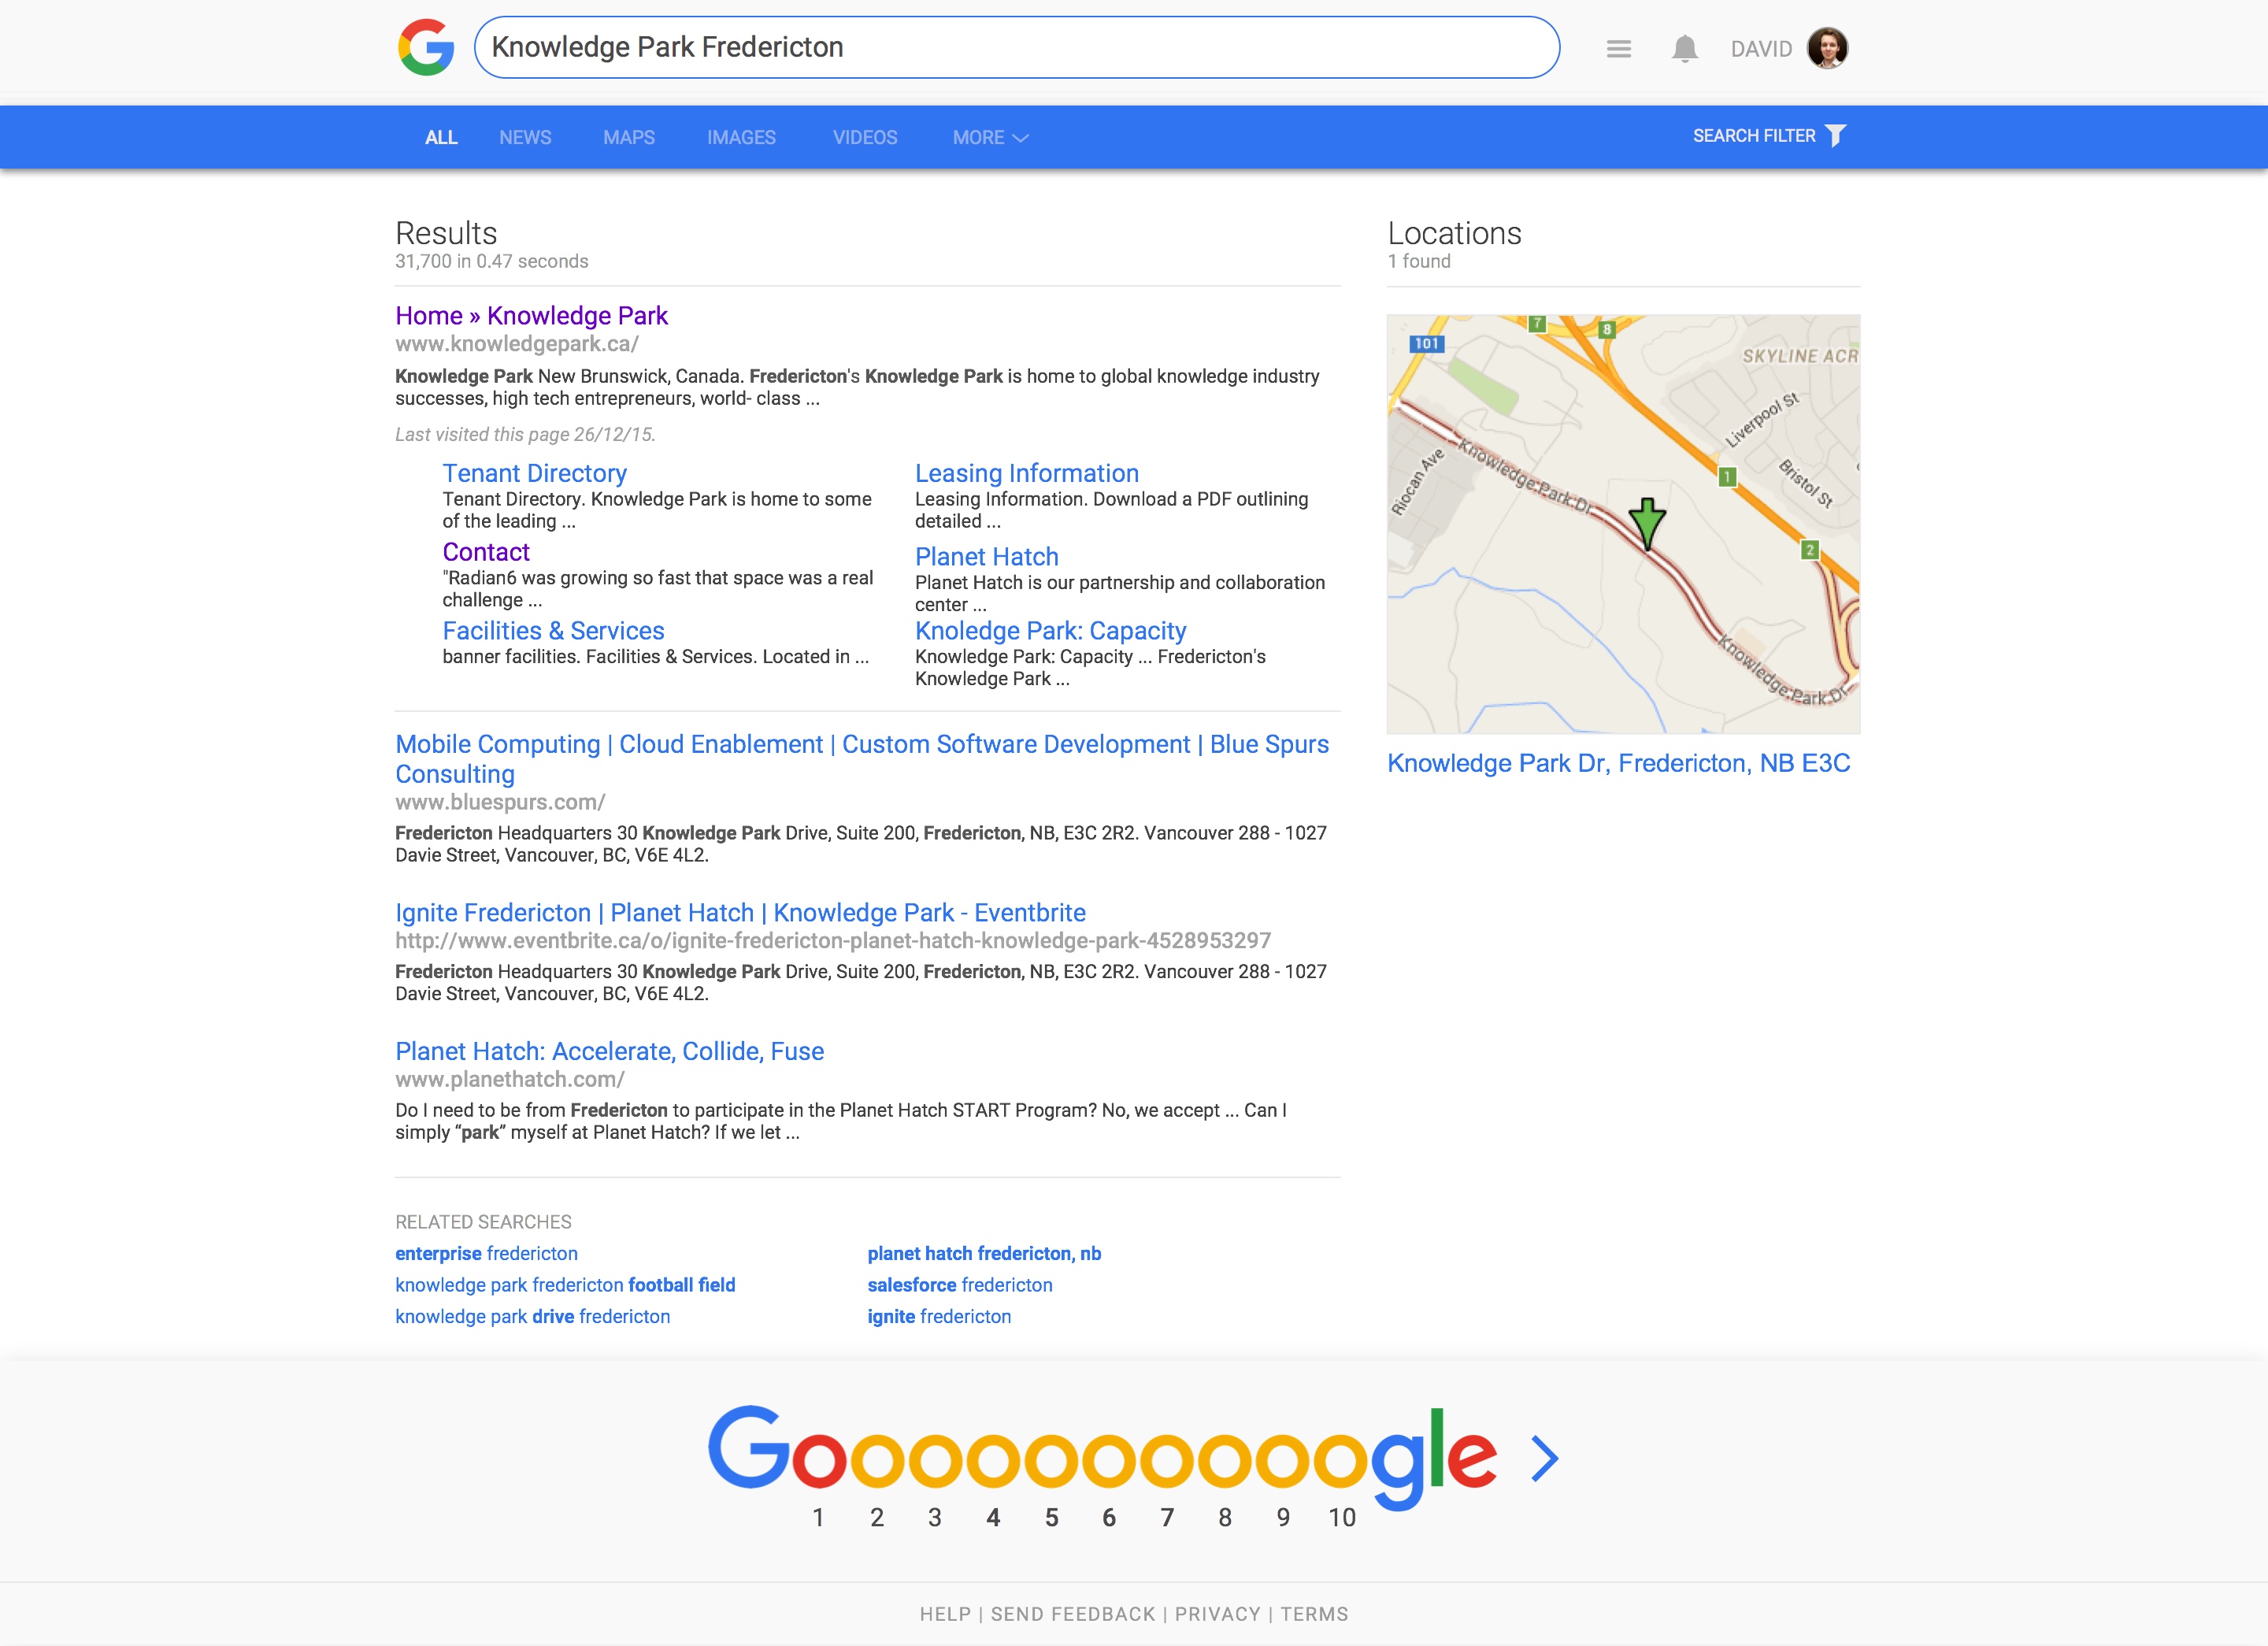 Knowledge Park Fredericton
DAVID
ALL NEWS MAPS IMAGES VIDEOS MORE
SEARCH FILTER
Results
31,700 in 0.47 seconds
Home » Knowledge Park
www.knowledgepark.ca/
Knowledge Park New Brunswick, Canada. Fredericton's Knowledge Park is home to global knowledge industry
successes, high tech entrepreneurs, world- class ...
Last visited this page 26/12/15.
Tenant Directory
Tenant Directory. Knowledge Park is home to some
of the leading ...
Contact
"Radian6 was growing so fast that space was a real
challenge ...
Facilities & Services
banner facilities. Facilities & Services. Located in ...
Leasing Information
Leasing Information. Download a PDF outlining
detailed ...
Planet Hatch
Planet Hatch is our partnership and collaboration
center ...
Knoledge Park: Capacity
Knowledge Park: Capacity ... Fredericton's
Knowledge Park ...
Mobile Computing | Cloud Enablement | Custom Software Development | Blue Spurs
Consulting
www.bluespurs.com/
Fredericton Headquarters 30 Knowledge Park Drive, Suite 200, Fredericton, NB, E3C 2R2. Vancouver 288 - 1027
Davie Street, Vancouver, BC, V6E 4L2.
Ignite Fredericton | Planet Hatch | Knowledge Park - Eventbrite
http://www.eventbrite.ca/o/ignite-fredericton-planet-hatch-knowledge-park-4528953297
Fredericton Headquarters 30 Knowledge Park Drive, Suite 200, Fredericton, NB, E3C 2R2. Vancouver 288 - 1027
Davie Street, Vancouver, BC, V6E 4L2.
Planet Hatch: Accelerate, Collide, Fuse
www.planethatch.com/
Do I need to be from Fredericton to participate in the Planet Hatch START Program? No, we accept ... Can I
simply “park” myself at Planet Hatch? If we let ...
RELATED SEARCHES
enterprise fredericton
knowledge park fredericton football field
knowledge park drive fredericton
planet hatch fredericton, nb
salesforce fredericton
ignite fredericton
Locations
1 found
7
8
101
SKYLINE ACR
Liverpool St
Bristol St
Riocan Ave
Knowledge Park Dr
1
2
Knowledge Park Dr
Knowledge Park Dr, Fredericton, NB E3C
Goooooooooogle
1 2 3 4 5 6 7 8 9 10
HELP | SEND FEEDBACK | PRIVACY | TERMS